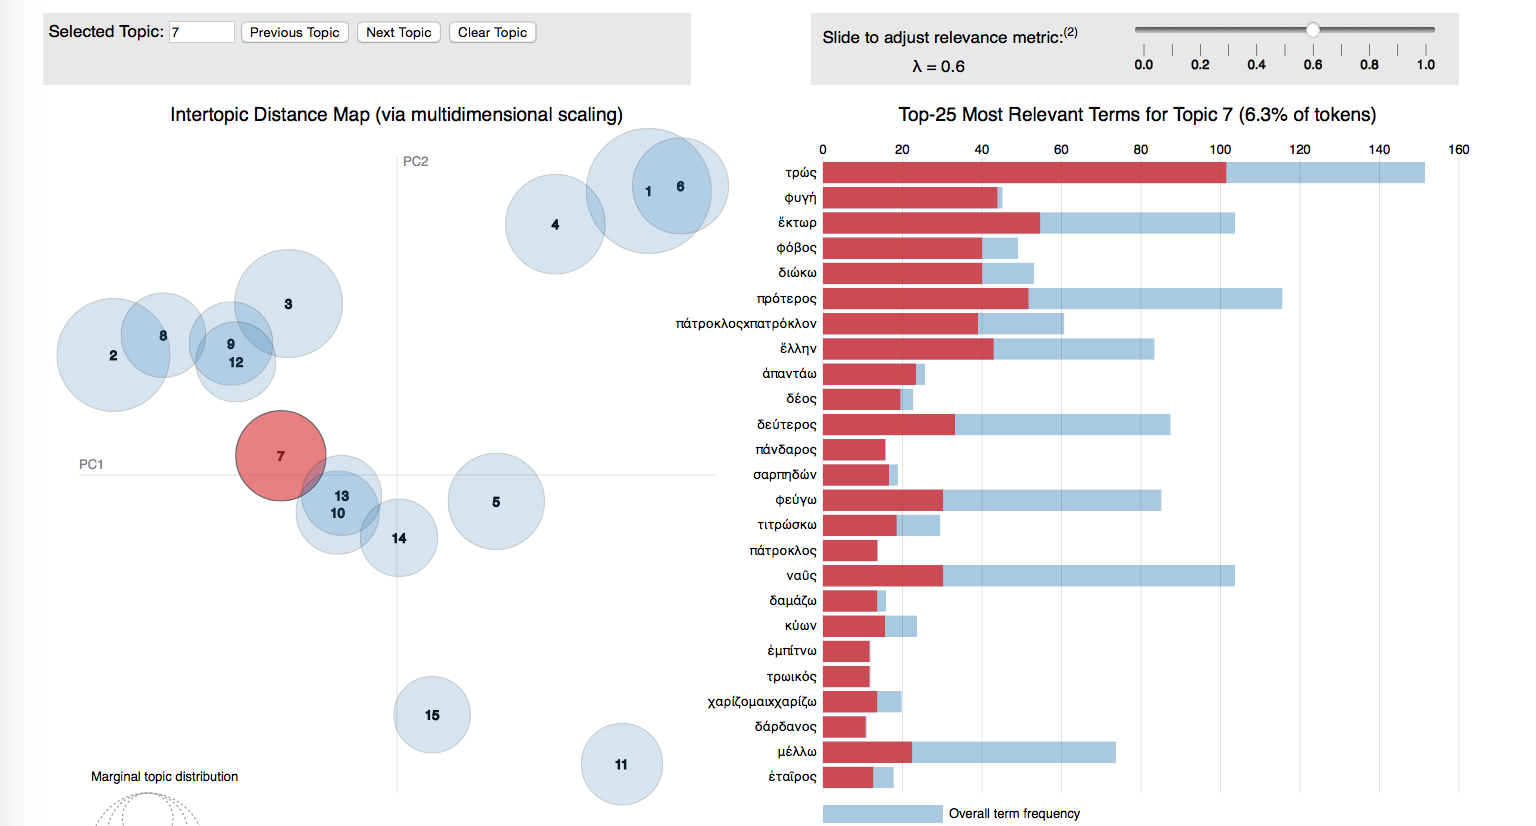 Selected Topic: 7 Previous Topic Next Topic Clear Topic
Slide to adjust relevance metric:(2)
λ = 0.6
0.0 0.2 0.4 0.6 0.8 1.0
Intertopic Distance Map (via multidimensional scaling)
PC2
PC1
1
6
4
3
8
2
9
12
7
13
10
5
14
15
11
Marginal topic distribution
Top-25 Most Relevant Terms for Topic 7 (6.3% of tokens)
0 20 40 60 80 100 120 140 160
τρώς
φυγή
ἕκτωρ
φόβος
διώκω
πρότερος
πάτροκλοςxπατρόκλον
ἕλλην
ἀπαντάω
δέος
δεύτερος
πάνδαρος
σαρπηδών
φεύγω
τιτρώσκω
πάτροκλος
ναῦς
δαμάζω
κύων
ἐμπίτνω
τρωικός
χαρίζομαιxχαρίζω
δάρδανος
μέλλω
ἑταῖρος
Overall term frequency